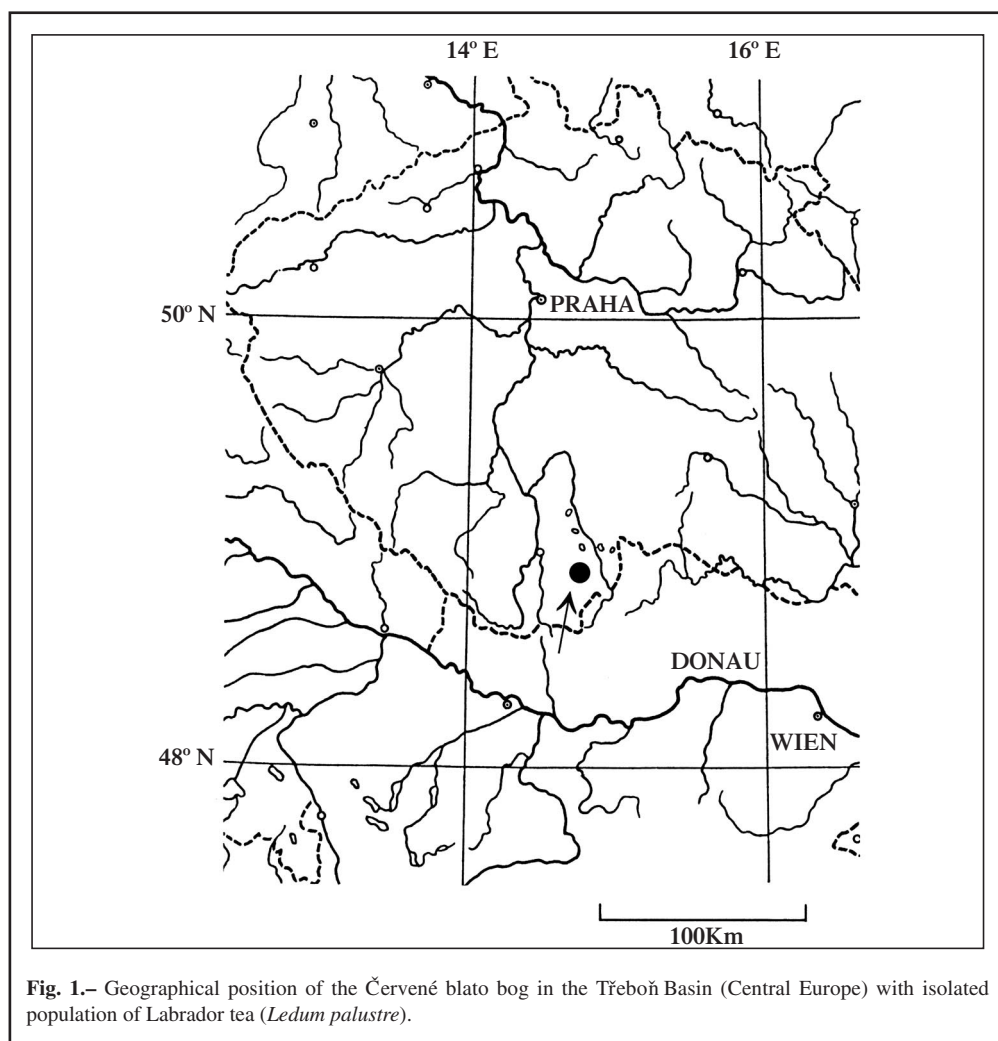 14º E 16º E
50º N
PRAHA
DONAU
WIEN
48º N
100Km
Fig. 1.– Geographical position of the Červené blato bog in the Třeboň Basin (Central Europe) with isolated
population of Labrador tea (Ledum palustre).